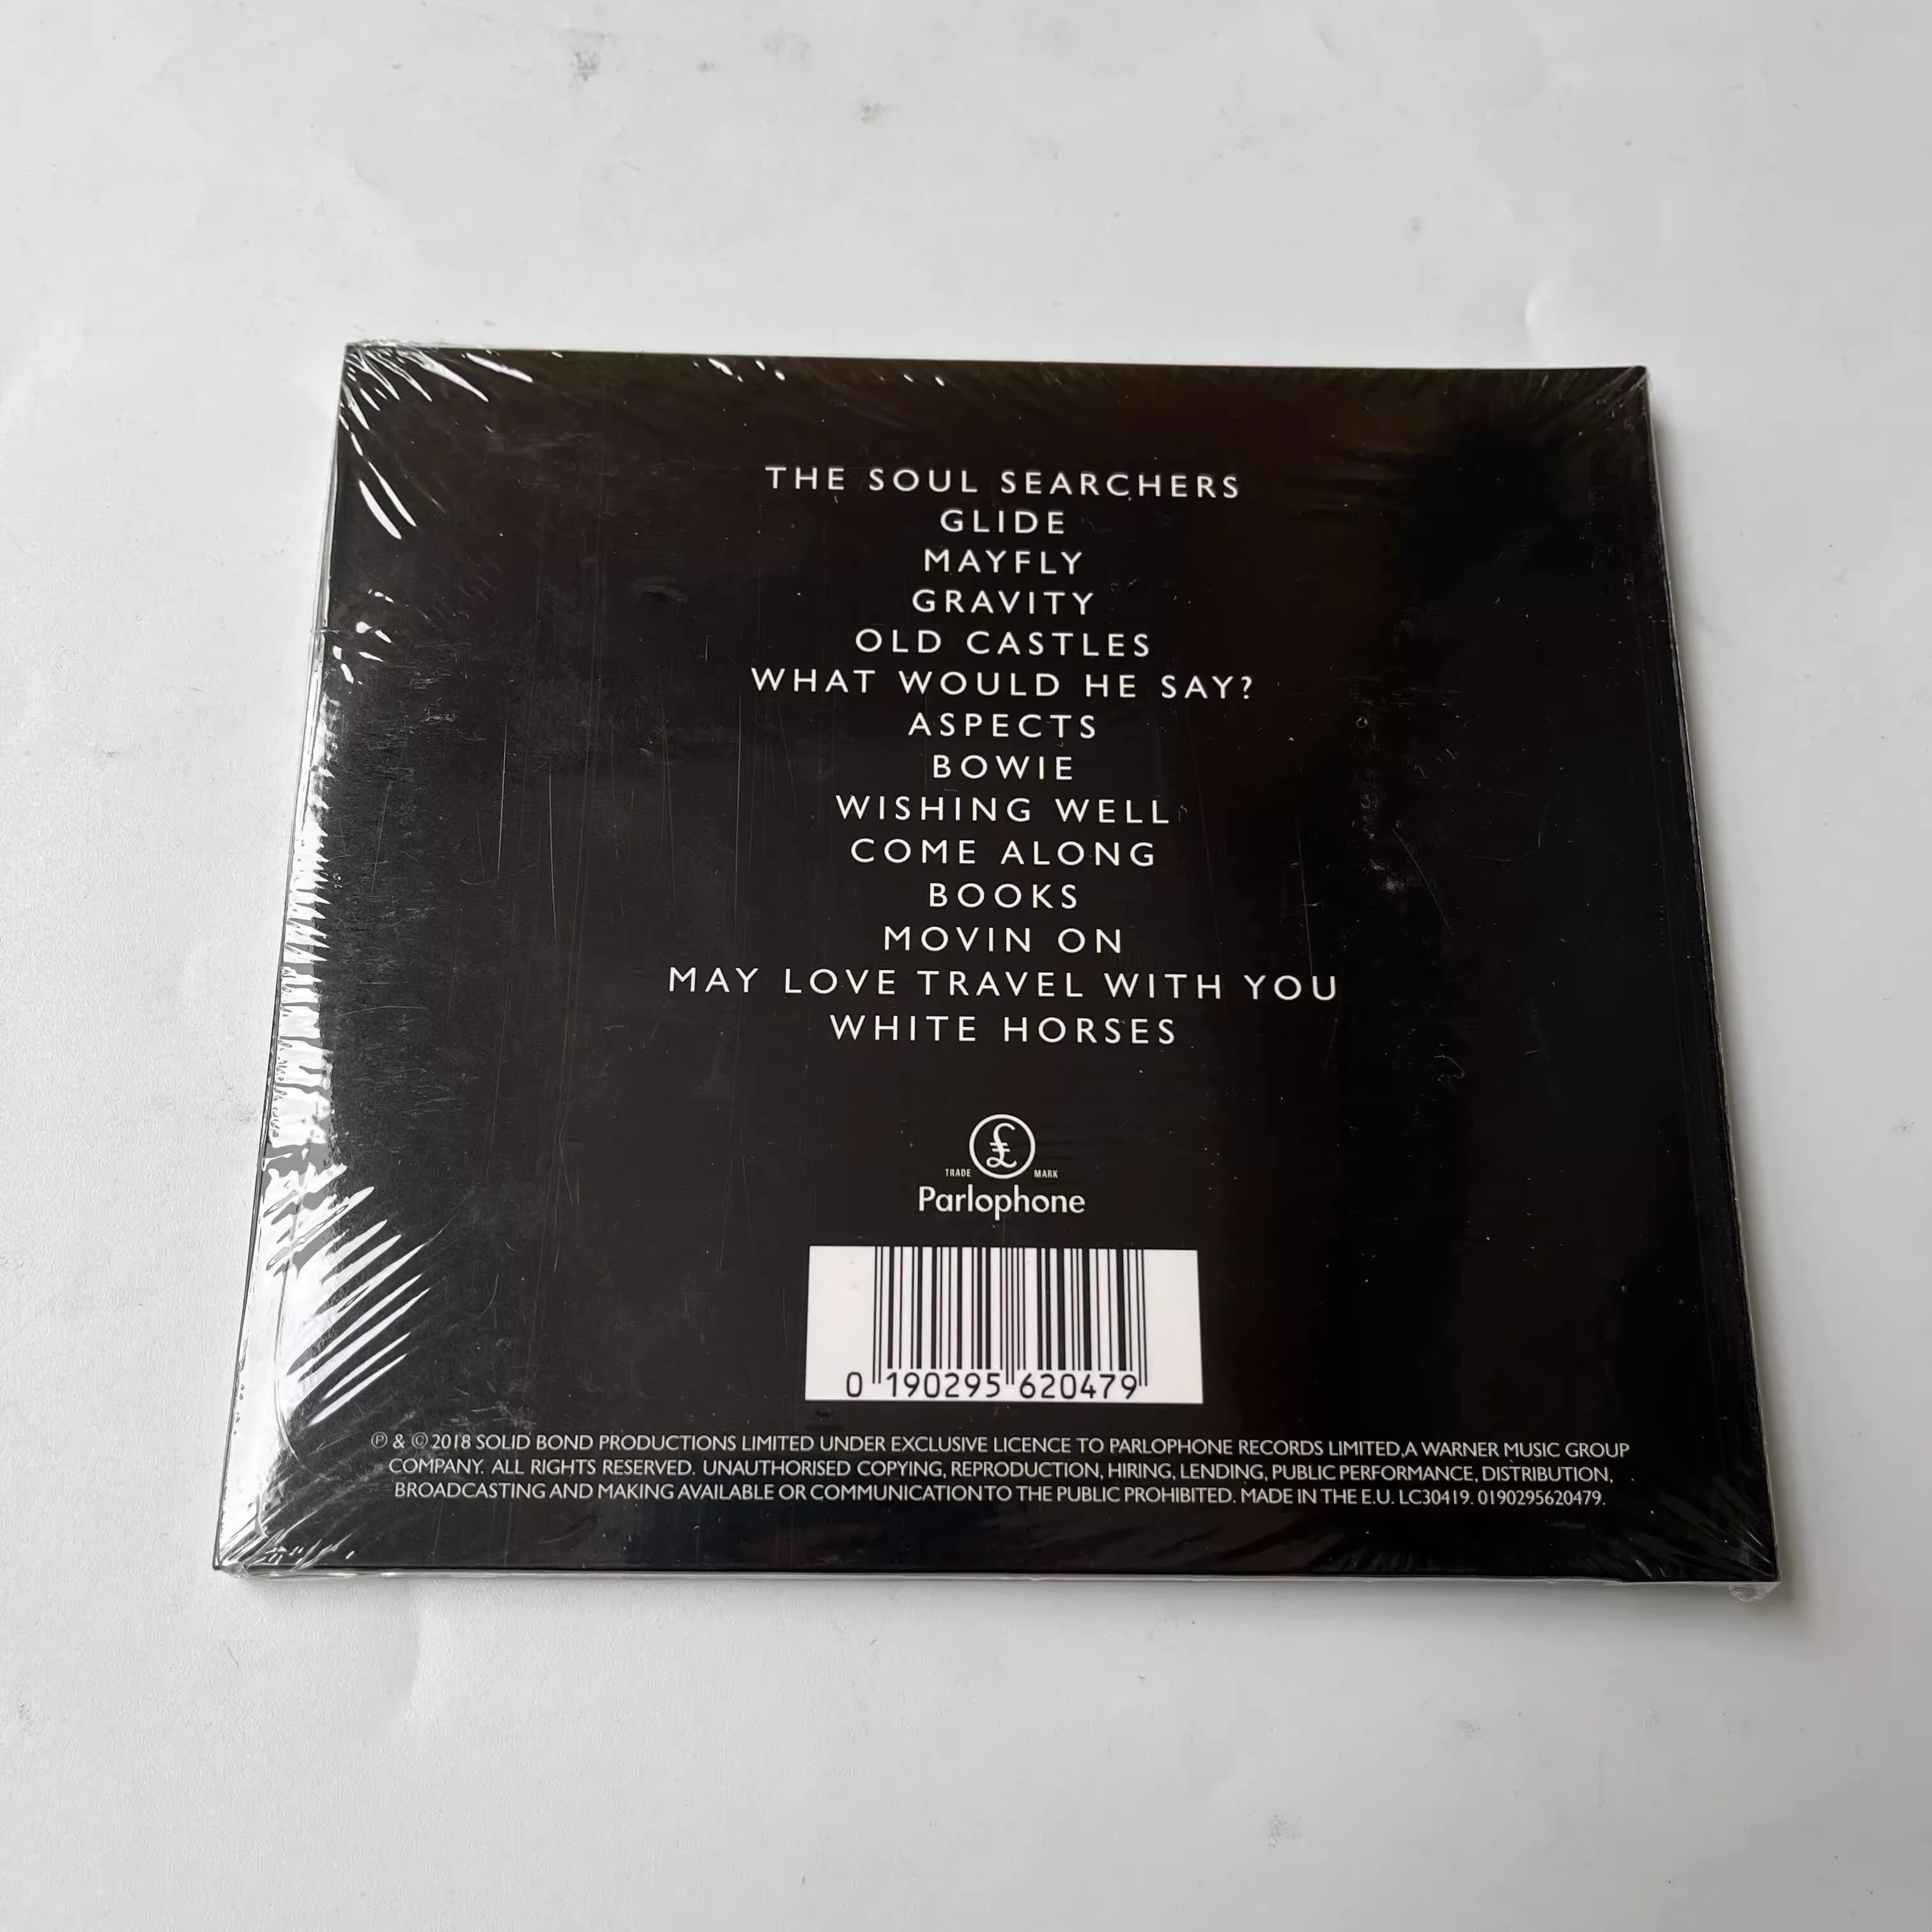 THE SOUL SEARCHERS
GLIDE
MAYFLY
GRAVITY
OLD CASTLES
WHAT WOULD HE SAY?
ASPECTS
BOWIE
WISHING WELL
COME ALONG
BOOKS
MOVIN ON
MAY LOVE TRAVEL WITH YOU
WHITE HORSES
£
TRADE MARK
Parlophone
0 190295 620479
℗ & © 2018 SOLID BOND PRODUCTIONS LIMITED UNDER EXCLUSIVE LICENCE TO PARLOPHONE RECORDS LIMITED, A WARNER MUSIC GROUP
COMPANY. ALL RIGHTS RESERVED. UNAUTHORISED COPYING, REPRODUCTION, HIRING, LENDING, PUBLIC PERFORMANCE, DISTRIBUTION,
BROADCASTING AND MAKING AVAILABLE OR COMMUNICATION TO THE PUBLIC PROHIBITED. MADE IN THE E.U. LC30419. 0190295620479.